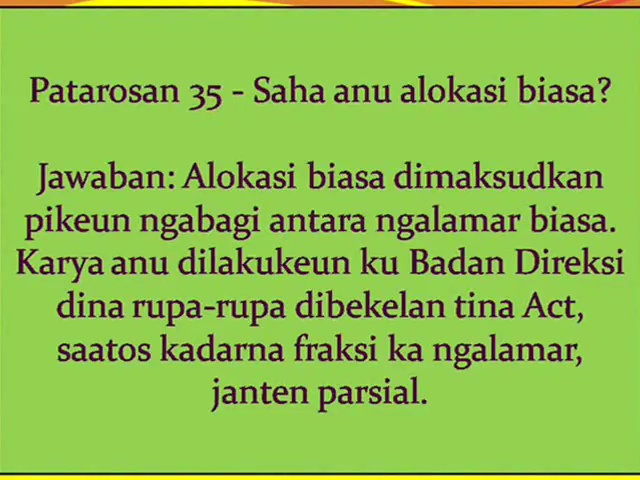 Patarosan 35 - Saha anu alokasi biasa?
Jawaban: Alokasi biasa dimaksudkan
pikeun ngabagi antara ngalamar biasa.
Karya anu dilakukeun ku Badan Direksi
dina rupa-rupa dibekelan tina Act,
saatos kadarna fraksi ka ngalamar,
janten parsial.